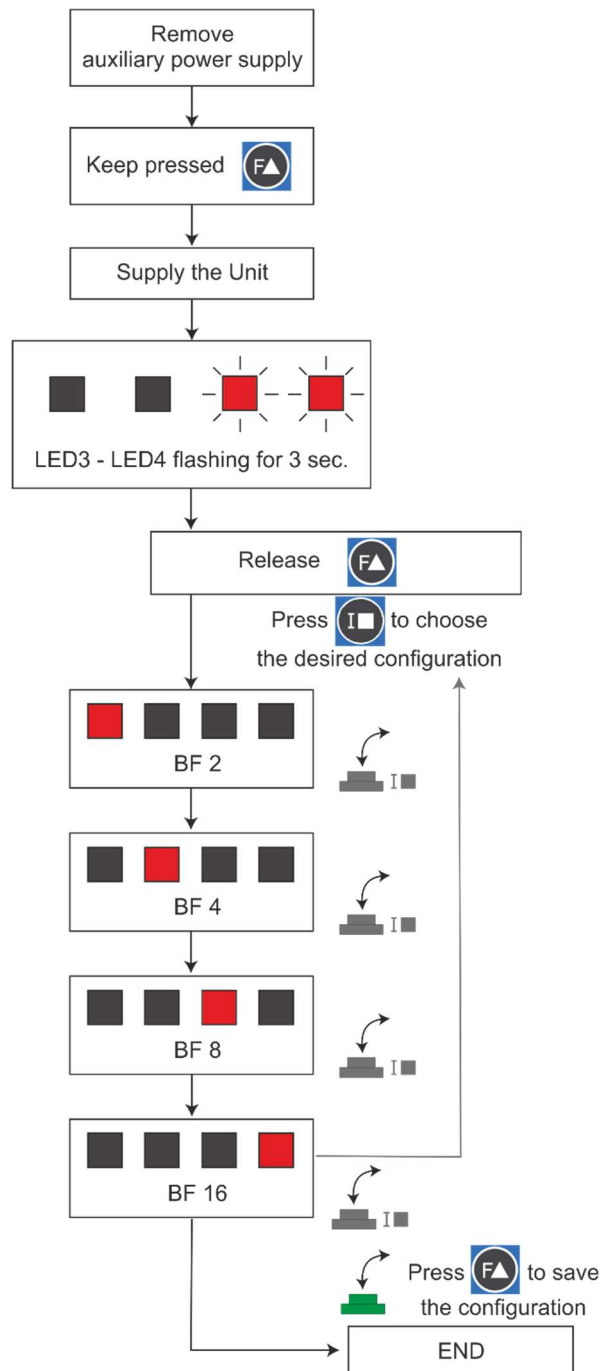 Remove
auxiliary power supply
Keep pressed F▲
Supply the Unit
LED3 - LED4 flashing for 3 sec.
Release F▲
Press I■ to choose
the desired configuration
BF 2
I■
BF 4
I■
BF 8
I■
BF 16
I■
Press F▲ to save
the configuration
END